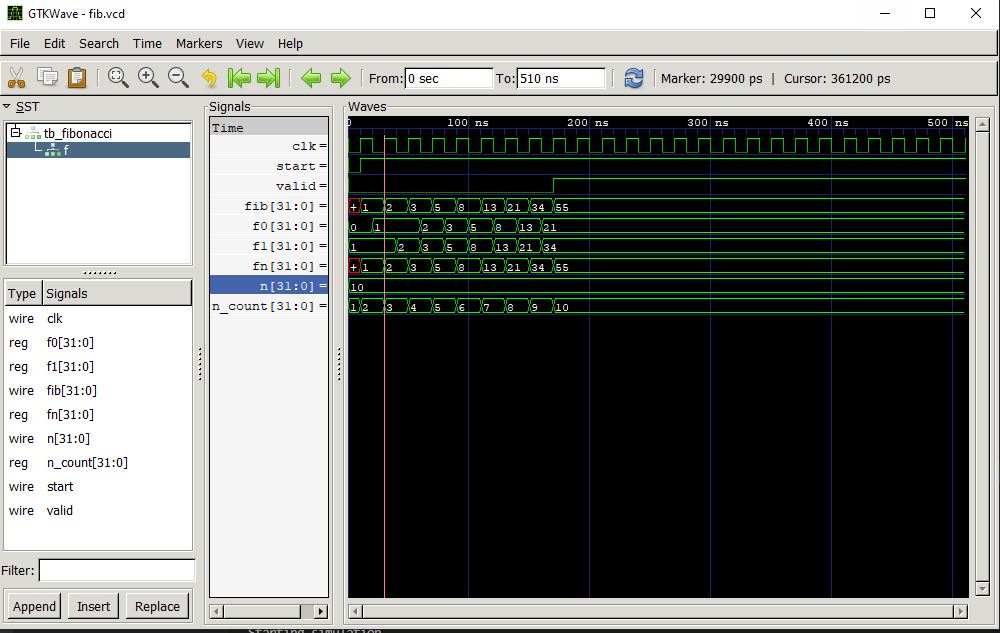 GTKWave - fib.vcd
File Edit Search Time Markers View Help
From: 0 sec To: 510 ns Marker: 29900 ps | Cursor: 361200 ps
SST
tb_fibonacci
f
Type Signals
wire clk
reg f0[31:0]
reg f1[31:0]
wire fib[31:0]
reg fn[31:0]
wire n[31:0]
reg n_count[31:0]
wire start
wire valid
Filter:
Append Insert Replace
Signals
Time
clk=
start=
valid=
fib[31:0]=
f0[31:0]=
f1[31:0]=
fn[31:0]=
n[31:0]=
n_count[31:0]=
Waves
0 100 ns 200 ns 300 ns 400 ns 500 ns
+ 1 2 3 5 8 13 21 34 55
0 1 2 3 5 8 13 21
1 2 3 5 8 13 21 34
+ 1 2 3 5 8 13 21 34 55
10
1 2 3 4 5 6 7 8 9 10
Starting simulation